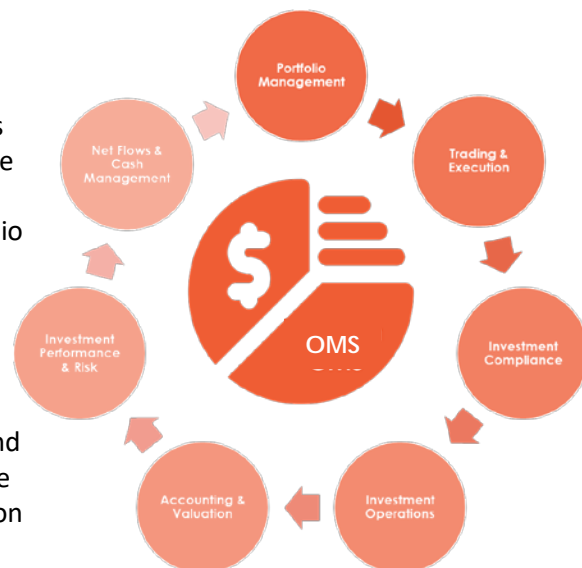 Portfolio
Management
Trading &
Execution
Investment
Compliance
Investment
Operations
Accounting &
Valuation
Investment
Performance
& Risk
Net Flows &
Cash
Management
OMS
s
e
io
nd
e
on